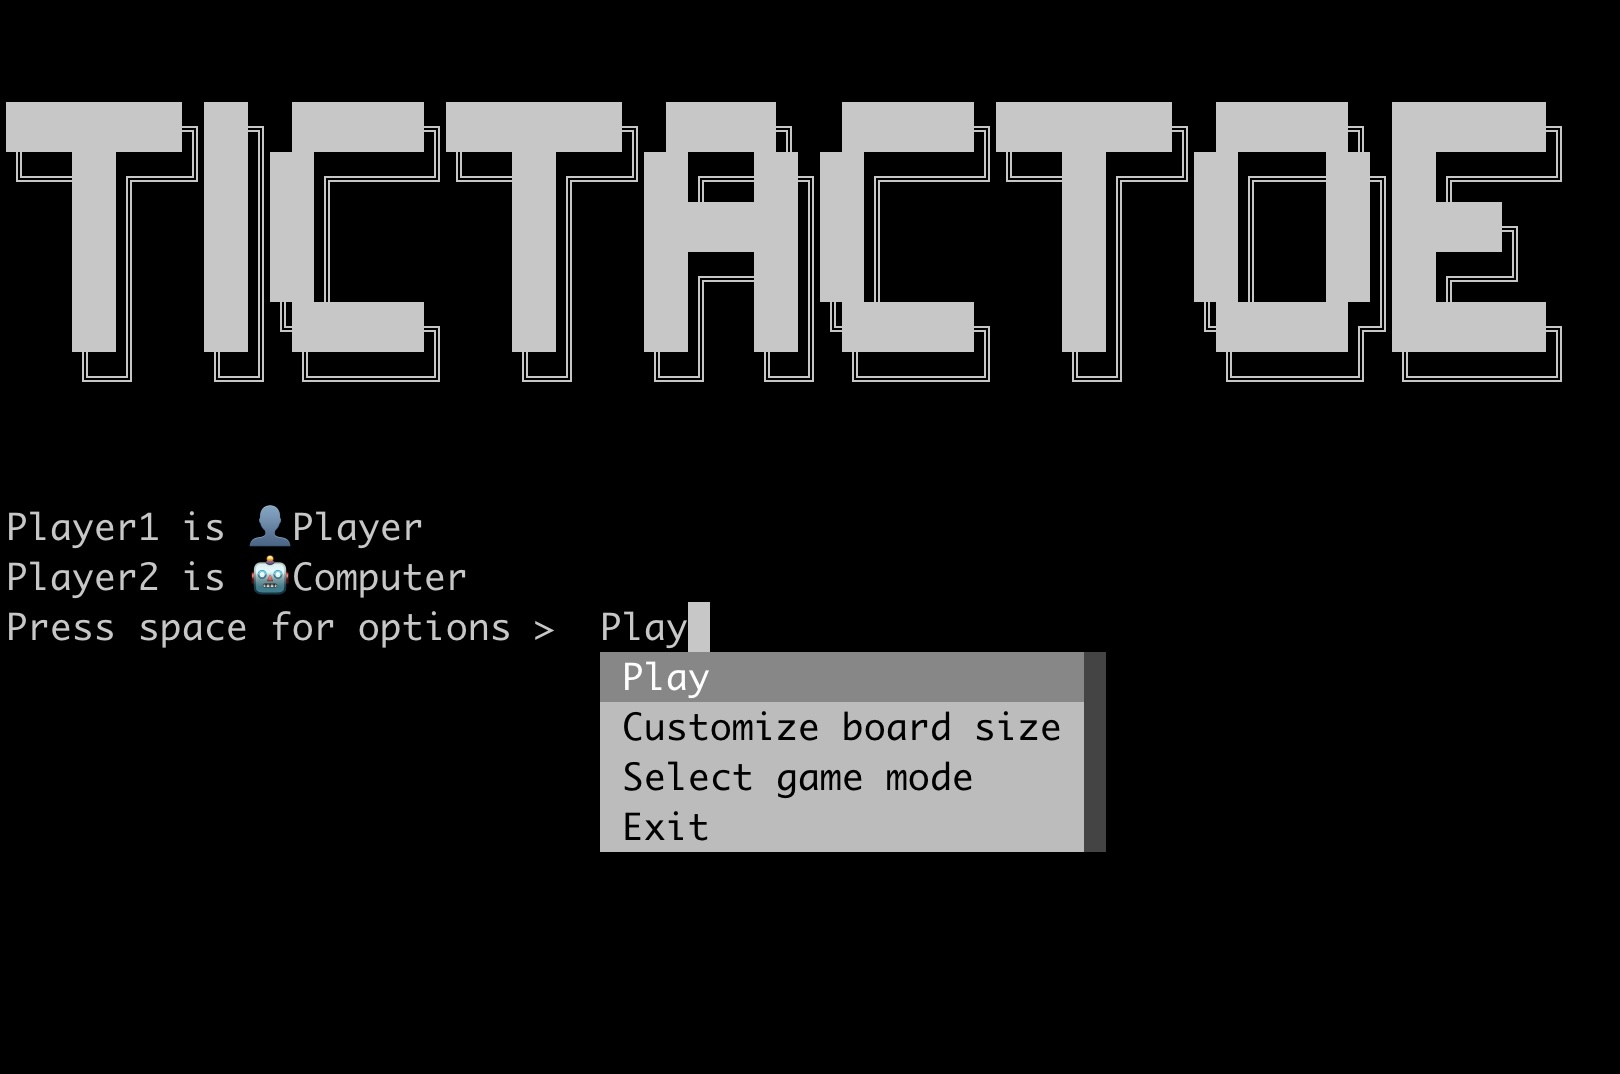 TICTACTOE
Player1 is 👤Player
Player2 is 🤖Computer
Press space for options >  Play
Play
Customize board size
Select game mode
Exit